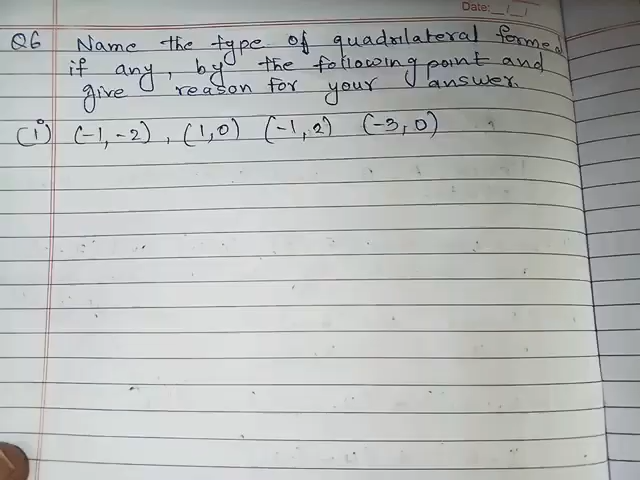 Date: _/_/_
Q6 Name the type of quadrilateral formed
if any, by the following point and
give reason for your answer.
(i) (-1, -2), (1, 0) (-1, 2) (-3, 0)